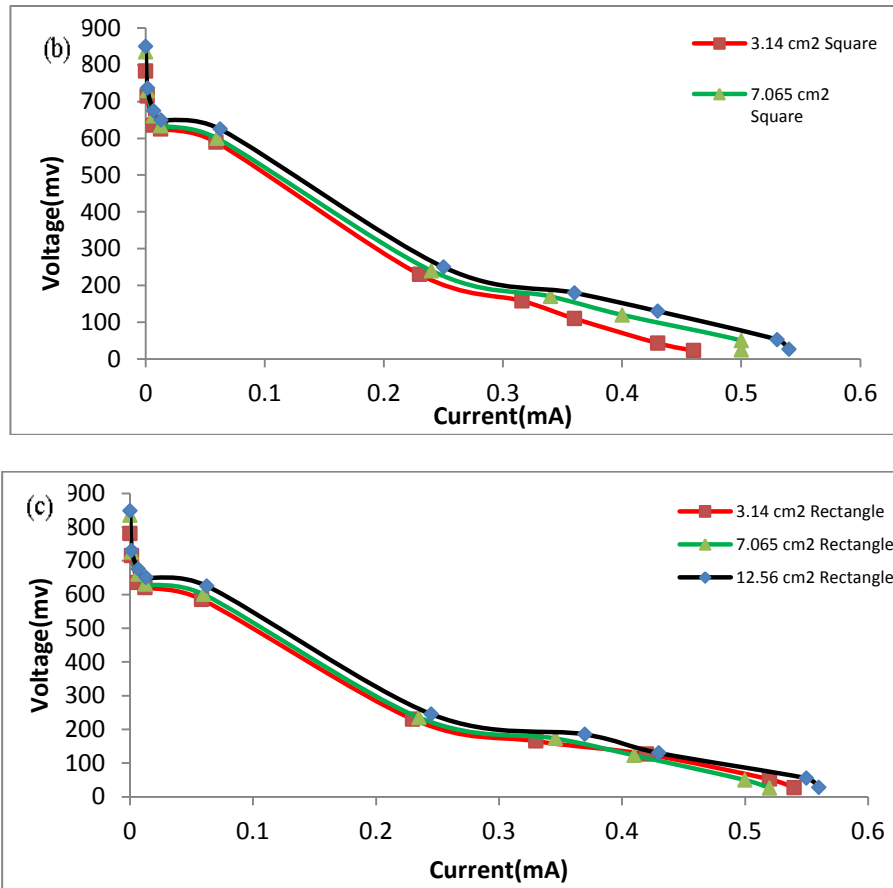 (b)
900
800
700
600
500
400
300
200
100
0
Voltage(mv)
3.14 cm2 Square
7.065 cm2
Square
0 0.1 0.2 0.3 0.4 0.5 0.6
Current(mA)
(c)
900
800
700
600
500
400
300
200
100
0
Voltage(mv)
3.14 cm2 Rectangle
7.065 cm2 Rectangle
12.56 cm2 Rectangle
0 0.1 0.2 0.3 0.4 0.5 0.6
Current(mA)